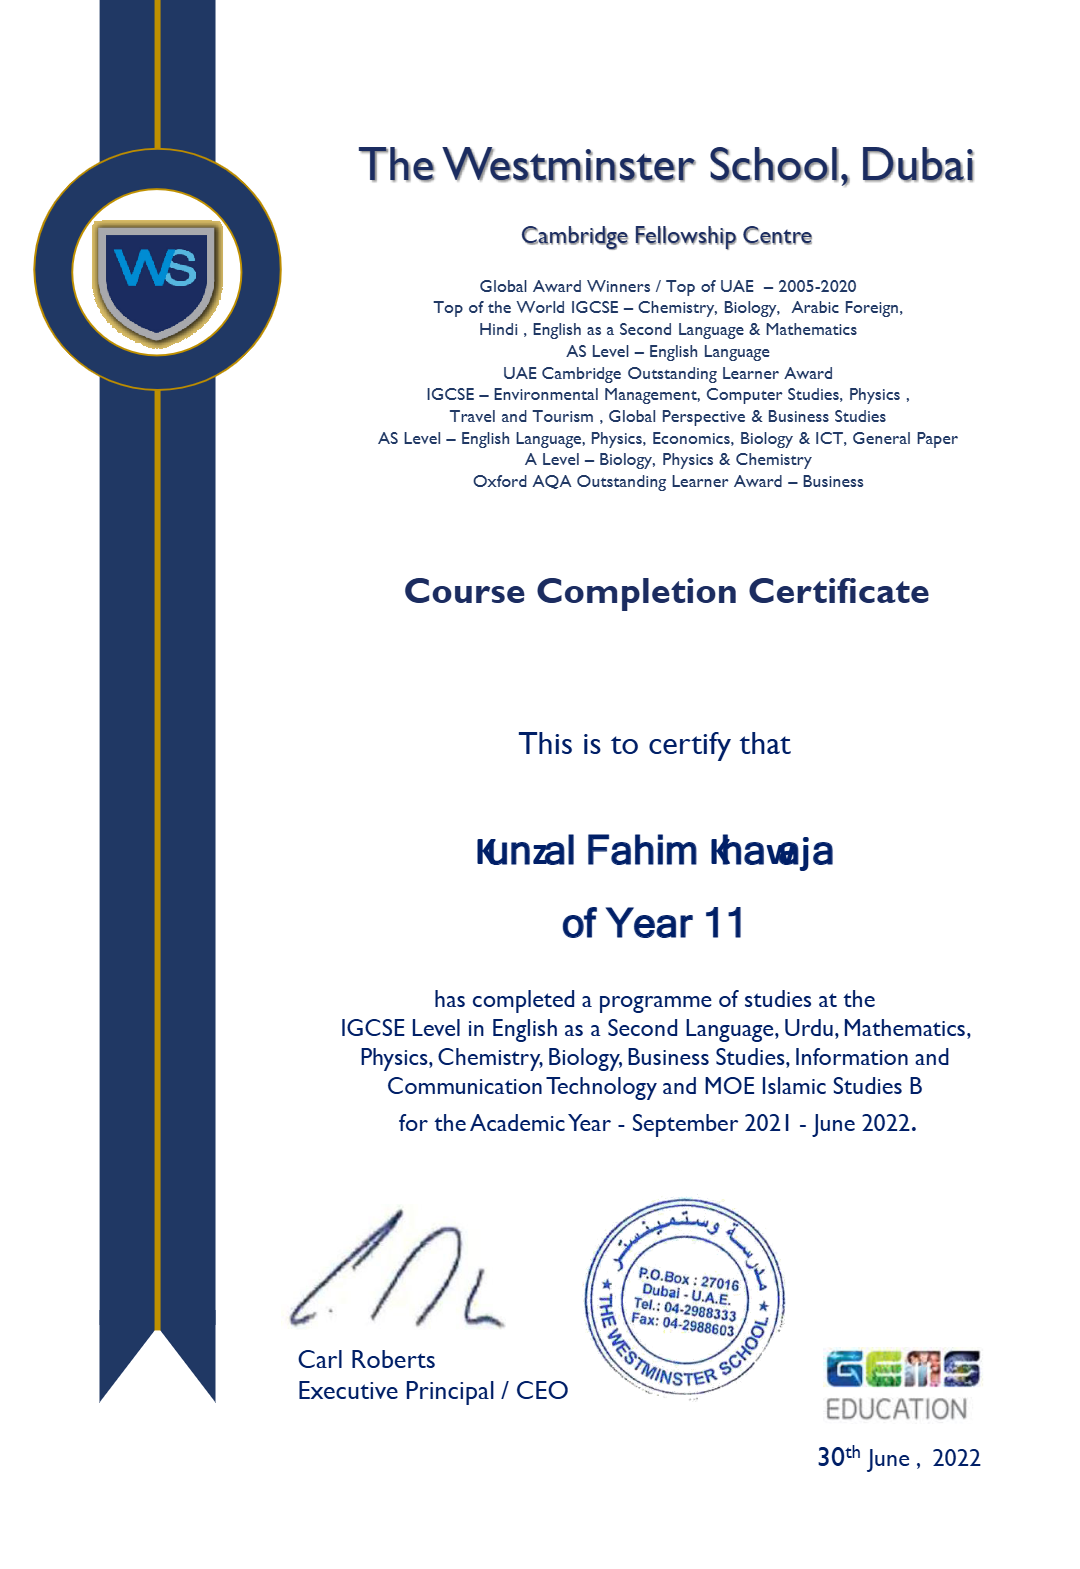 WS
The Westminster School, Dubai
Cambridge Fellowship Centre
Global Award Winners / Top of UAE – 2005-2020
Top of the World IGCSE – Chemistry, Biology, Arabic Foreign,
Hindi , English as a Second Language & Mathematics
AS Level – English Language
UAE Cambridge Outstanding Learner Award
IGCSE – Environmental Management, Computer Studies, Physics ,
Travel and Tourism , Global Perspective & Business Studies
AS Level – English Language, Physics, Economics, Biology & ICT, General Paper
A Level – Biology, Physics & Chemistry
Oxford AQA Outstanding Learner Award – Business
Course Completion Certificate
This is to certify that
Kunzal Fahim Khawaja
of Year 11
has completed a programme of studies at the
IGCSE Level in English as a Second Language, Urdu, Mathematics,
Physics, Chemistry, Biology, Business Studies, Information and
Communication Technology and MOE Islamic Studies B
for the Academic Year - September 2021 - June 2022.
مدرسة وستمينستر
P.O.Box : 27016
Dubai - U.A.E.
Tel.: 04-2988333
Fax: 04-2988603
★ THE WESTMINSTER SCHOOL ★
Carl Roberts
Executive Principal / CEO
GEMS
EDUCATION
30th June , 2022